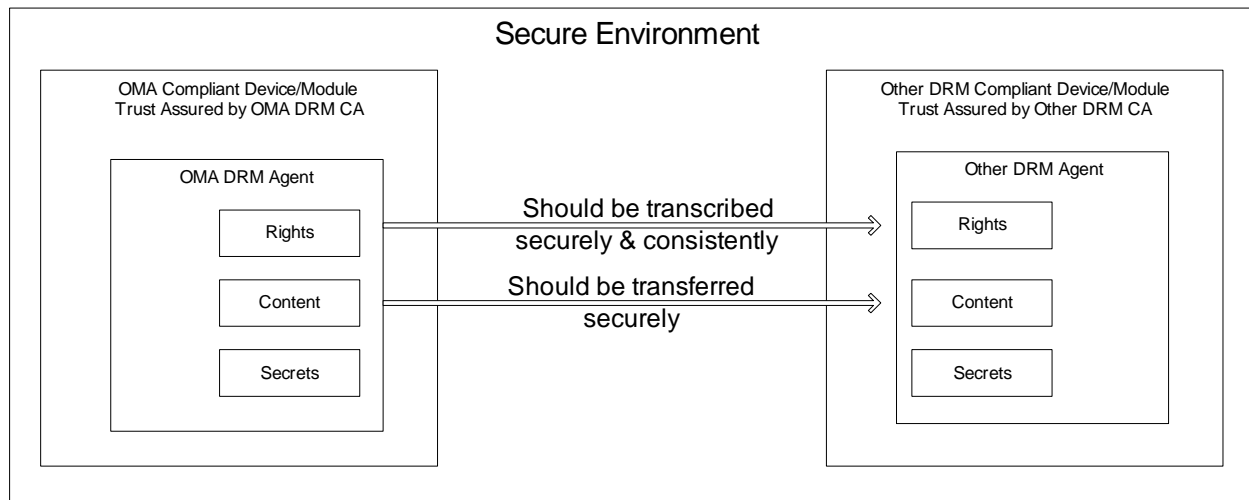 Secure Environment
OMA Compliant Device/Module
Trust Assured by OMA DRM CA
OMA DRM Agent
Rights
Content
Secrets
Should be transcribed
securely & consistently
Should be transferred
securely
Other DRM Compliant Device/Module
Trust Assured by Other DRM CA
Other DRM Agent
Rights
Content
Secrets